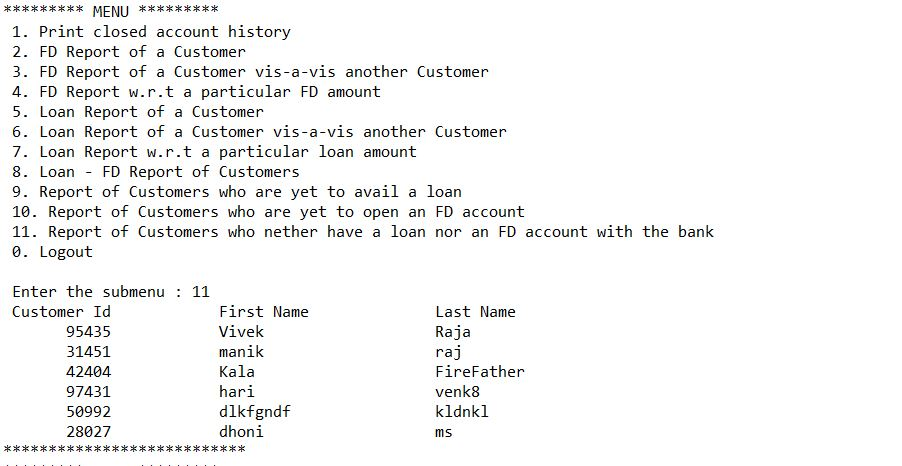 ********* MENU *********
1. Print closed account history
2. FD Report of a Customer
3. FD Report of a Customer vis-a-vis another Customer
4. FD Report w.r.t a particular FD amount
5. Loan Report of a Customer
6. Loan Report of a Customer vis-a-vis another Customer
7. Loan Report w.r.t a particular loan amount
8. Loan - FD Report of Customers
9. Report of Customers who are yet to avail a loan
10. Report of Customers who are yet to open an FD account
11. Report of Customers who nether have a loan nor an FD account with the bank
0. Logout
Enter the submenu : 11
Customer Id First Name Last Name
95435 Vivek Raja
31451 manik raj
42404 Kala FireFather
97431 hari venk8
50992 dlkfgndf kldnkl
28027 dhoni ms
***************************